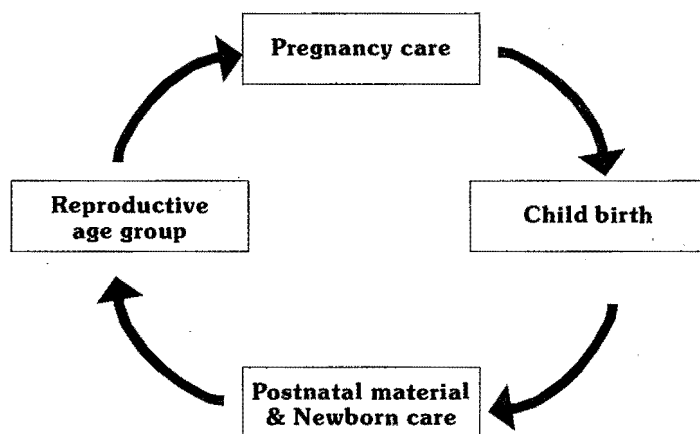 Pregnancy care
Reproductive
age group
Child birth
Postnatal material
& Newborn care